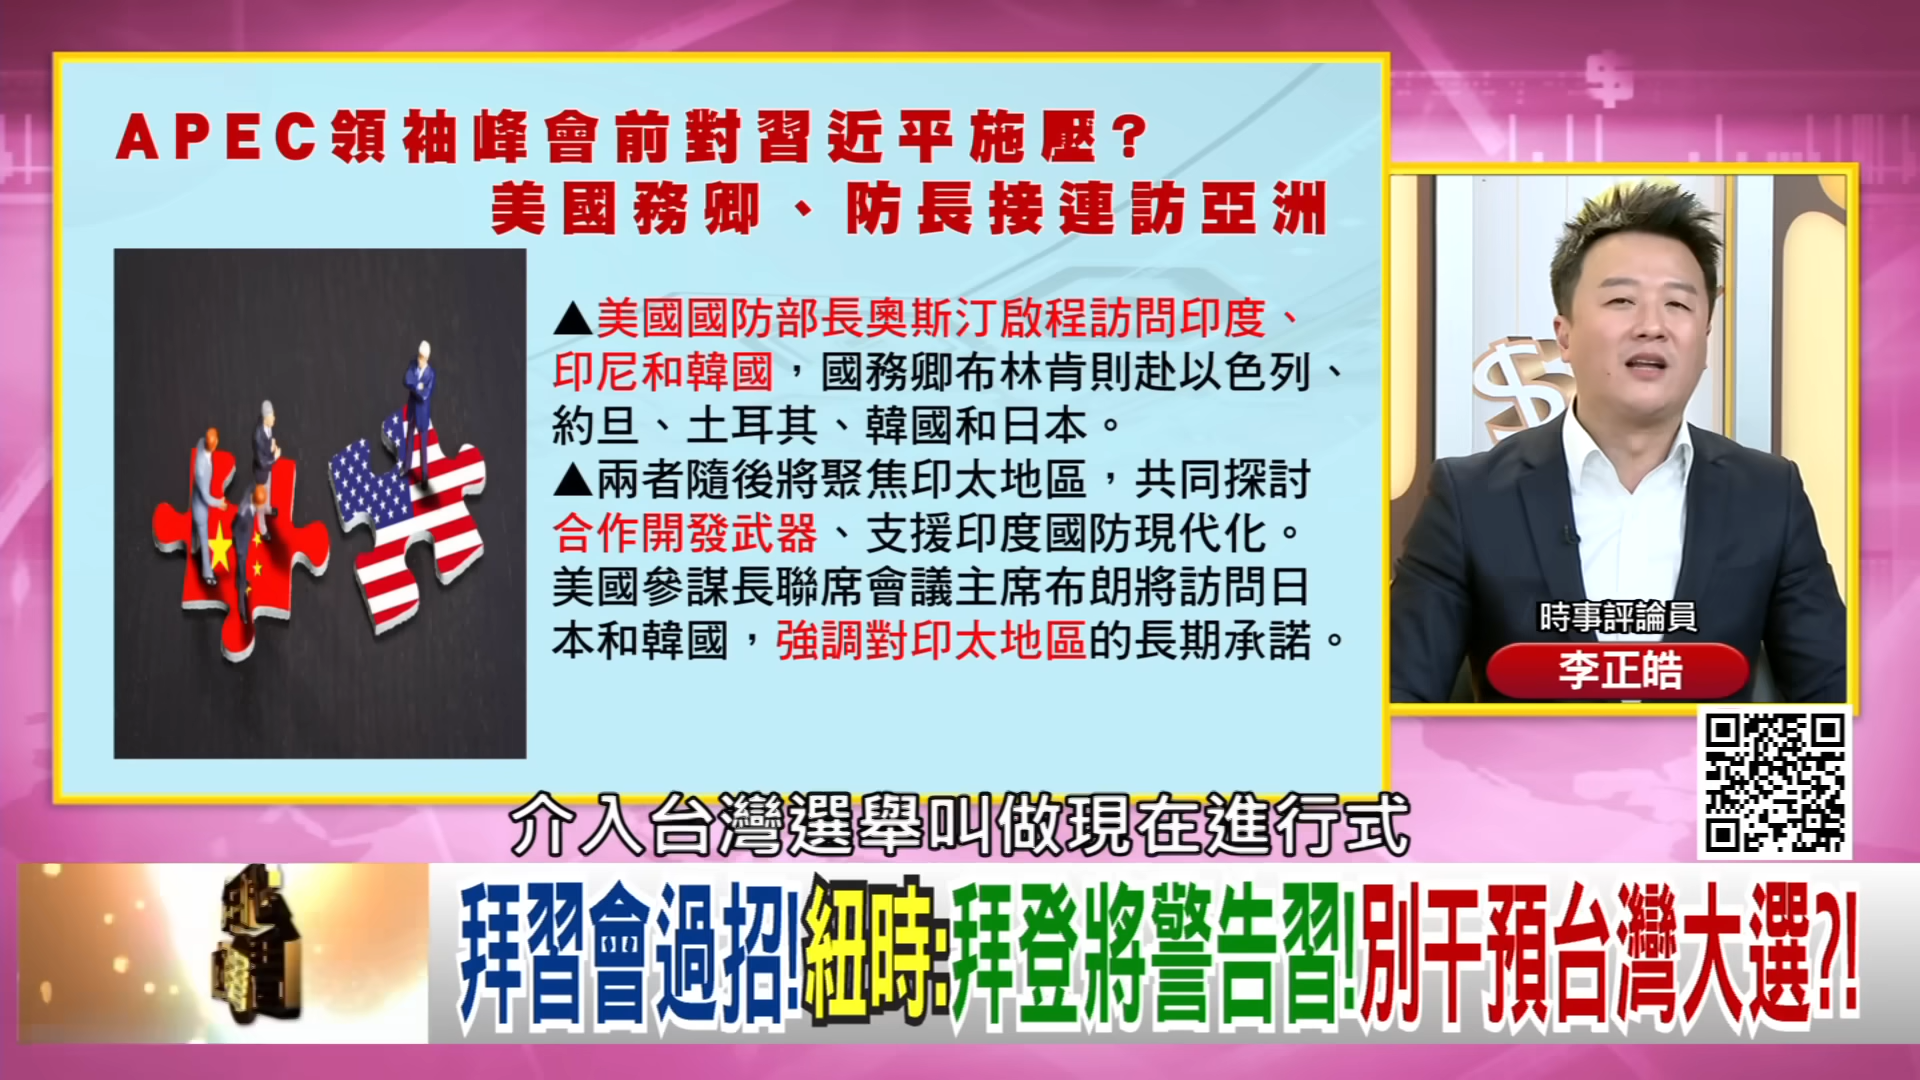 APEC領袖峰會前對習近平施壓?
美國務卿、防長接連訪亞洲
▲美國國防部長奧斯汀啟程訪問印度、
印尼和韓國，國務卿布林肯則赴以色列、
約旦、土耳其、韓國和日本。
▲兩者隨後將聚焦印太地區，共同探討
合作開發武器、支援印度國防現代化。
美國參謀長聯席會議主席布朗將訪問日
本和韓國，強調對印太地區的長期承諾。
時事評論員
李正皓
介入台灣選舉叫做現在進行式
拜習會過招!紐時:拜登將警告習!別干預台灣大選?!